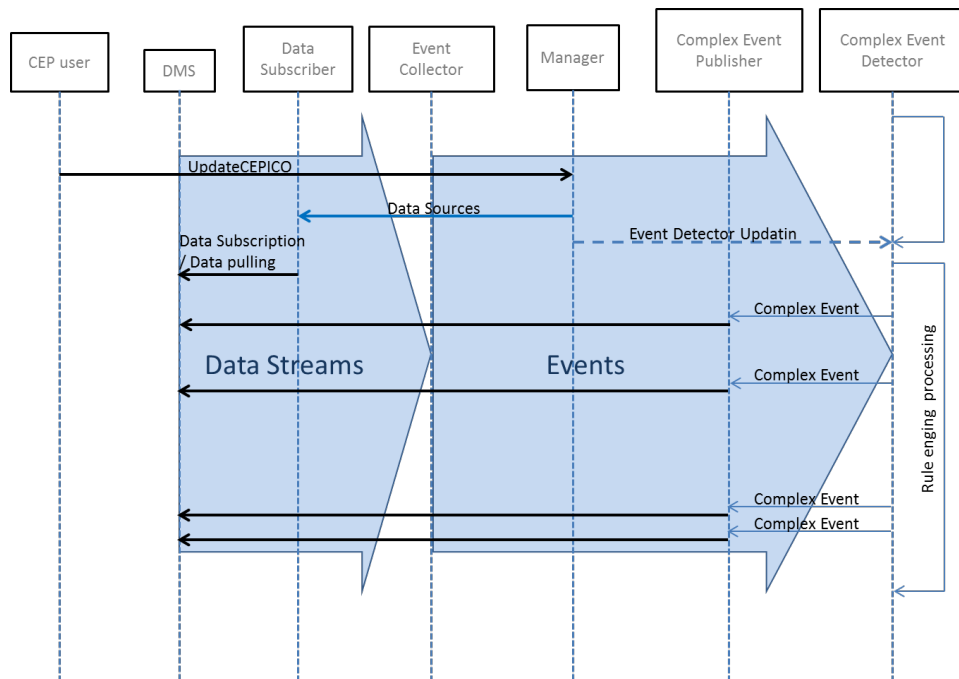 CEP user
DMS
Data
Subscriber
Event
Collector
Manager
Complex Event
Publisher
Complex Event
Detector
UpdateCEPICO
Data Sources
Event Detector Updatin
Data Subscription
/ Data pulling
Complex Event
Data Streams
Events
Complex Event
Rule enging processing
Complex Event
Complex Event